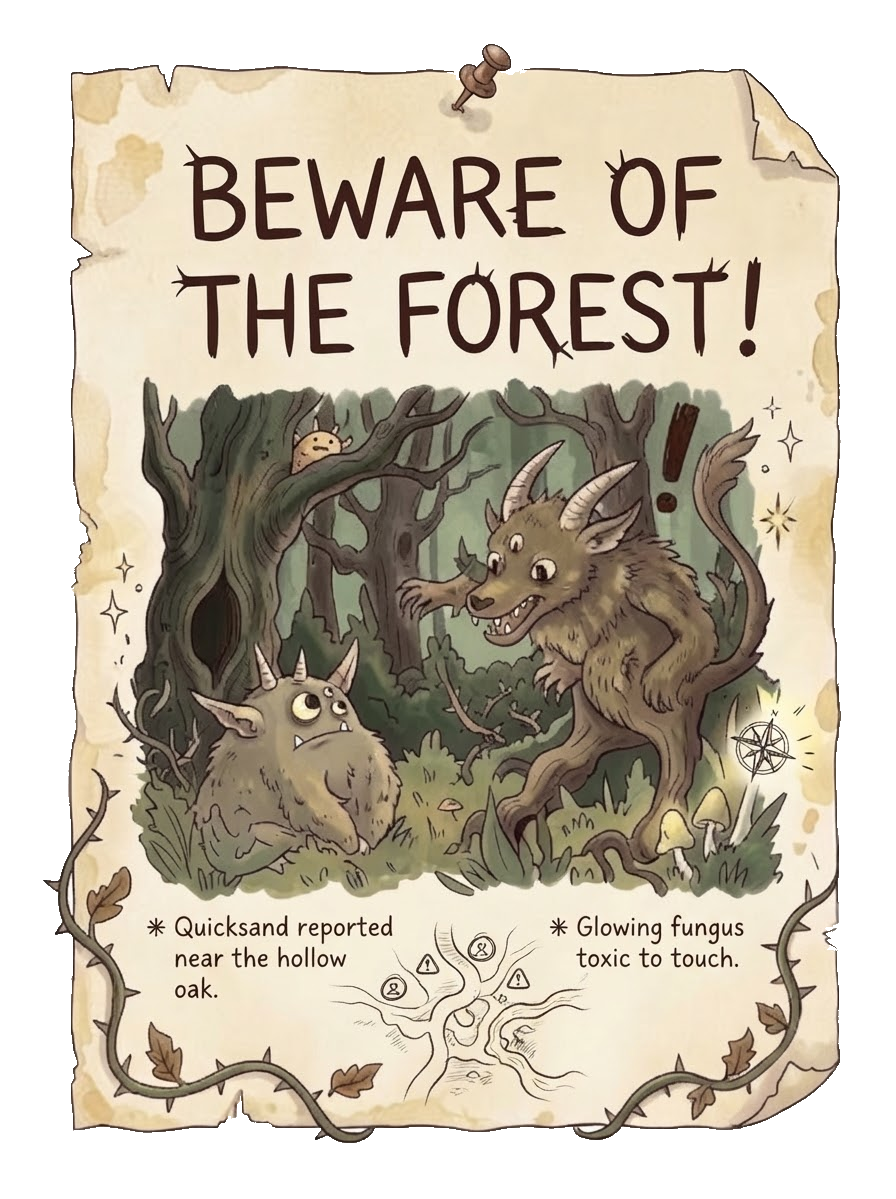 BEWARE OF
THE FOREST!
!
N
* Quicksand reported
near the hollow
oak.
* Glowing fungus
toxic to touch.
!
!